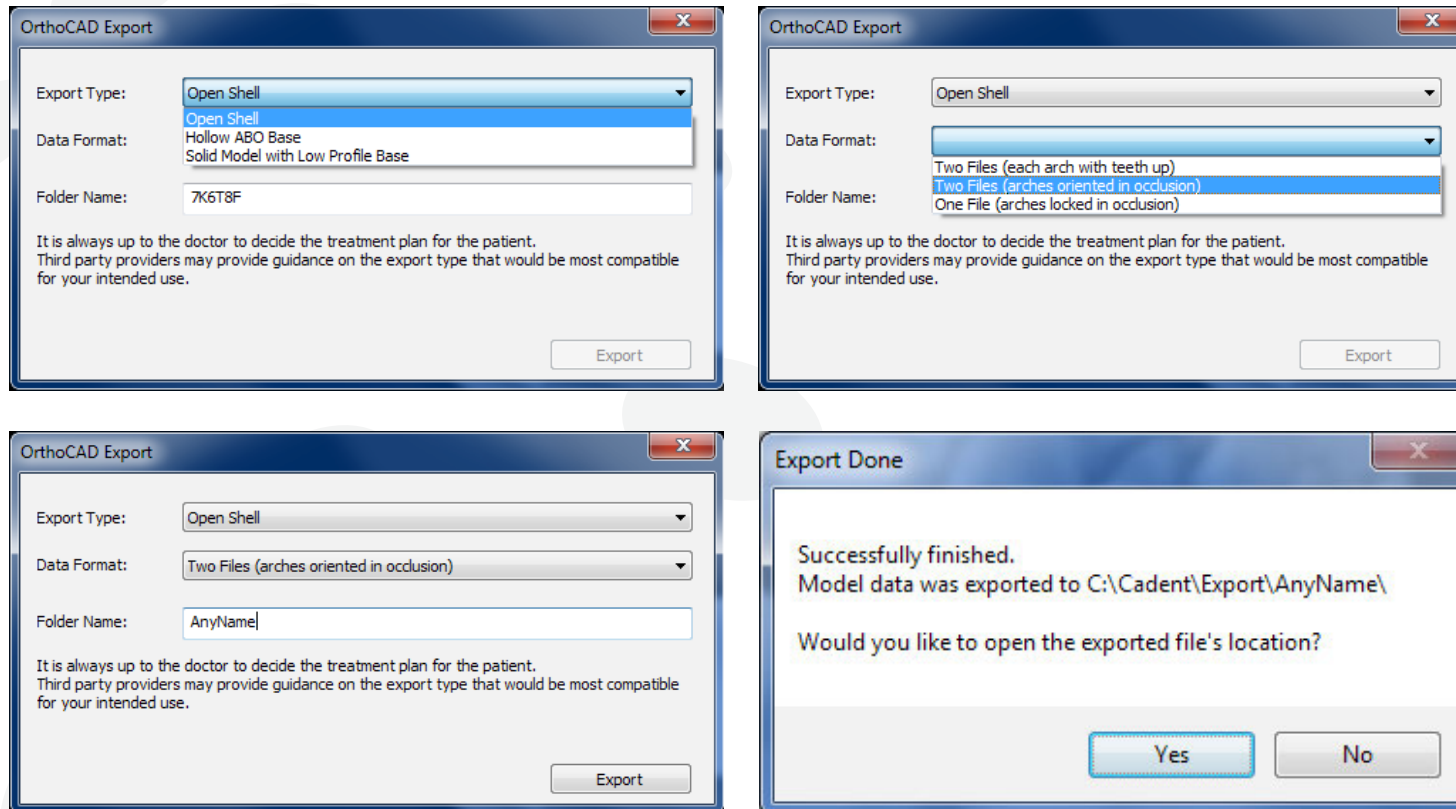 OrthoCAD Export
Export Type:
Open Shell
Open Shell
Hollow ABO Base
Solid Model with Low Profile Base
Data Format:
Folder Name:
7K6T8F
It is always up to the doctor to decide the treatment plan for the patient.
Third party providers may provide guidance on the export type that would be most compatible
for your intended use.
Export
OrthoCAD Export
Export Type:
Open Shell
Data Format:
Two Files (each arch with teeth up)
Two Files (arches oriented in occlusion)
One File (arches locked in occlusion)
Folder Name:
It is always up to the doctor to decide the treatment plan for the patient.
Third party providers may provide guidance on the export type that would be most compatible
for your intended use.
Export
OrthoCAD Export
Export Type:
Open Shell
Data Format:
Two Files (arches oriented in occlusion)
Folder Name:
AnyName
It is always up to the doctor to decide the treatment plan for the patient.
Third party providers may provide guidance on the export type that would be most compatible
for your intended use.
Export
Export Done
Successfully finished.
Model data was exported to C:\Cadent\Export\AnyName\
Would you like to open the exported file's location?
Yes
No